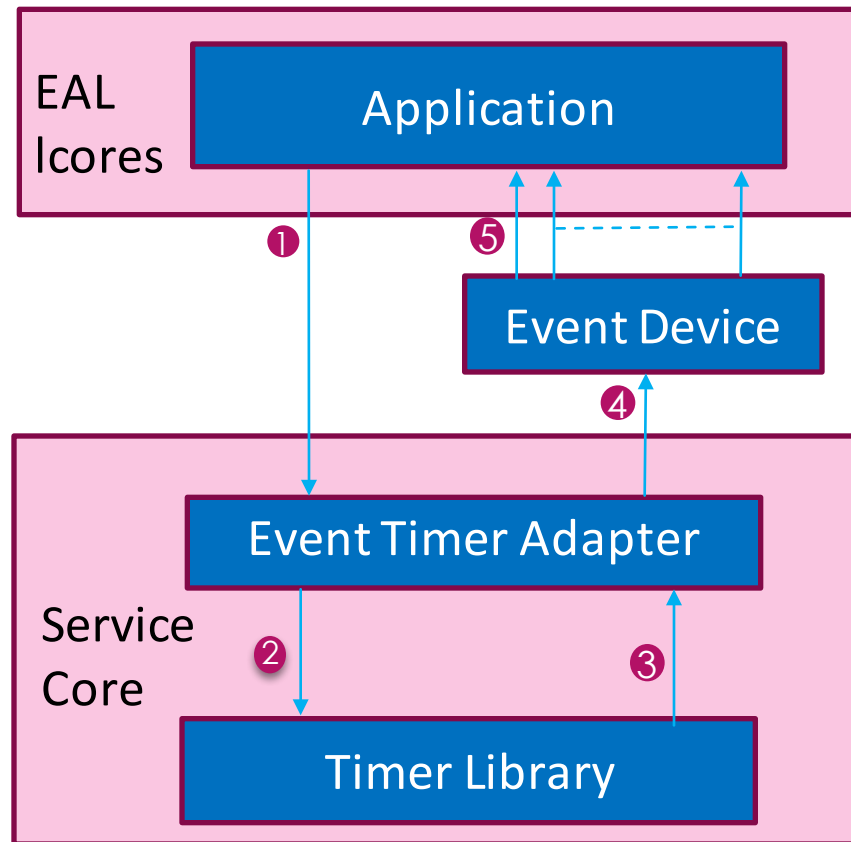 EAL
lcores
Application
1
5
Event Device
4
Event Timer Adapter
Service
Core
2
3
Timer Library